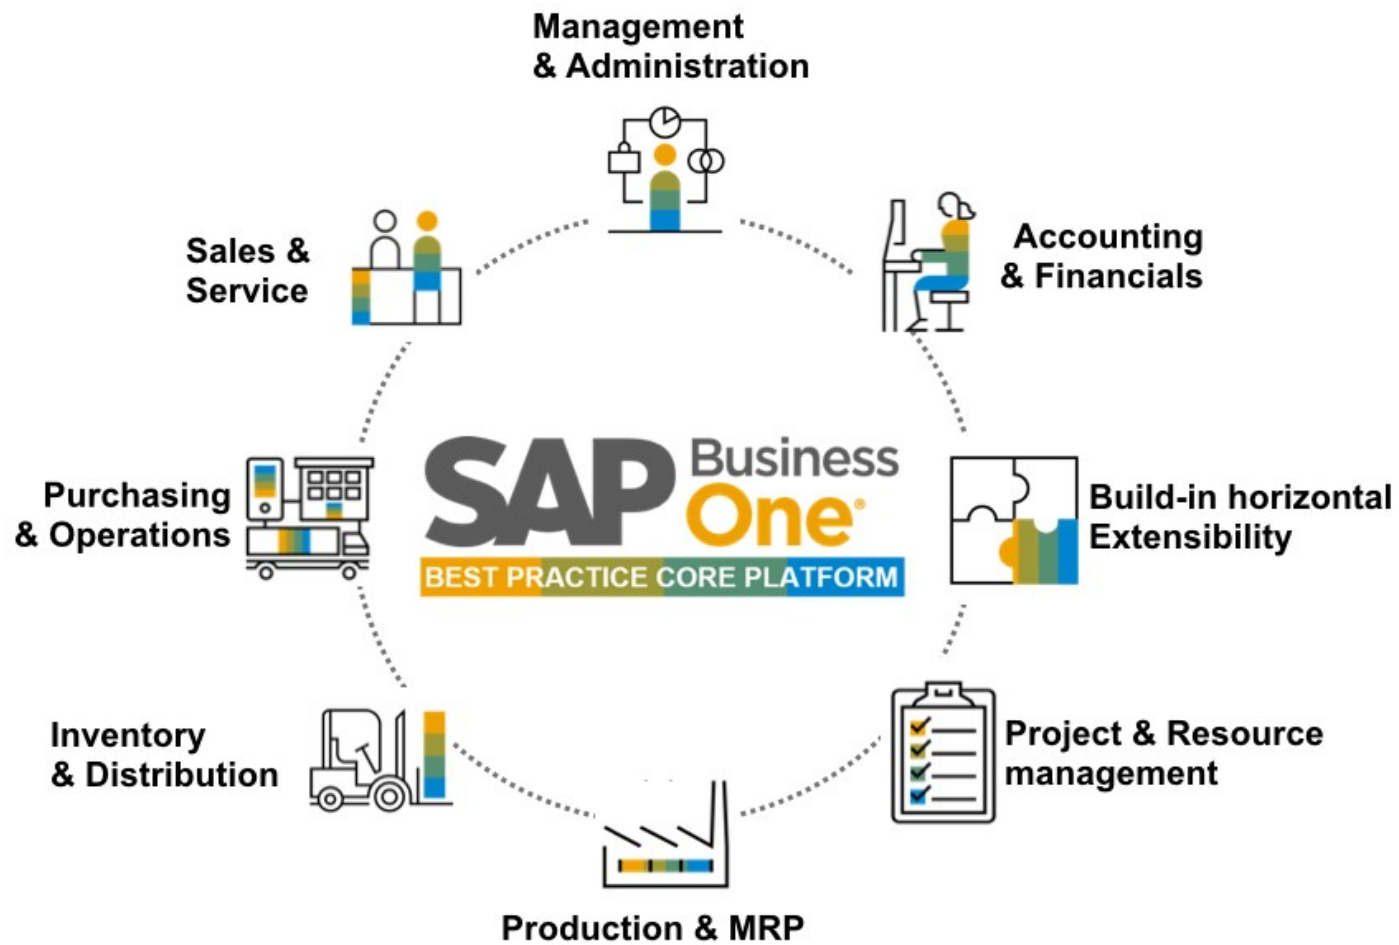 Management
& Administration
Sales &
Service
Accounting
& Financials
Purchasing
& Operations
SAP Business
One®
BEST PRACTICE CORE PLATFORM
Build-in horizontal
Extensibility
Inventory
& Distribution
Project & Resource
management
Production & MRP